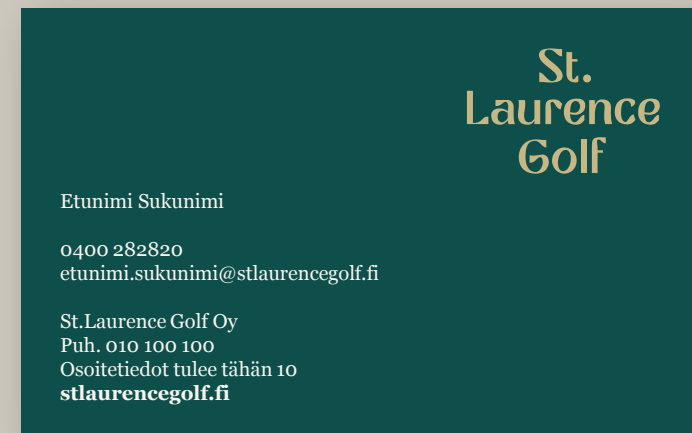 St.
Laurence
Golf
Etunimi Sukunimi
0400 282820
etunimi.sukunimi@stlaurencegolf.fi
St.Laurence Golf Oy
Puh. 010 100 100
Osoitetiedot tulee tähän 10
stlaurencegolf.fi